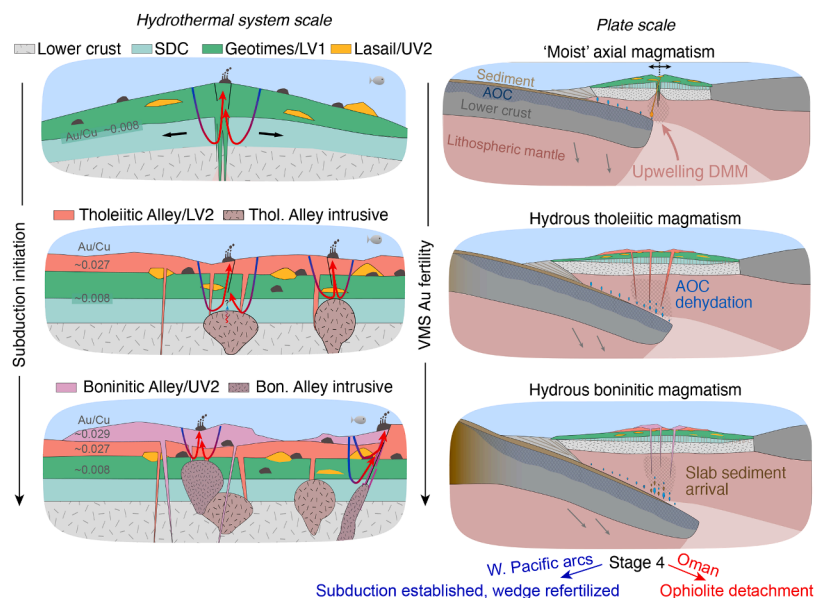 Hydrothermal system scale
Plate scale
Lower crust SDC Geotimes/LV1 Lasail/UV2
'Moist' axial magmatism
Au/Cu ~0.008
Sediment
AOC
Lower crust
Lithospheric mantle
Upwelling DMM
Subduction initiation
VMS Au fertility
Tholeiitic Alley/LV2 Thol. Alley intrusive
Hydrous tholeiitic magmatism
Au/Cu
~0.027
~0.008
AOC
dehydation
Boninitic Alley/UV2 Bon. Alley intrusive
Hydrous boninitic magmatism
Au/Cu
~0.029
~0.027
~0.008
Slab sediment
arrival
W. Pacific arcs Stage 4 Oman
Subduction established, wedge refertilized
Ophiolite detachment